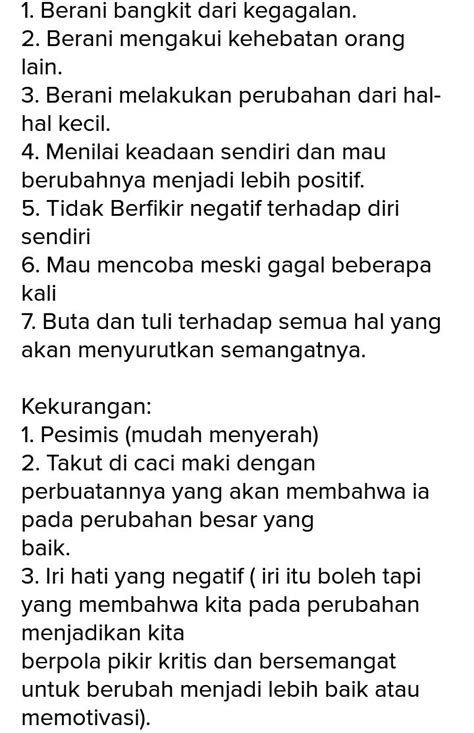 1. Berani bangkit dari kegagalan.
2. Berani mengakui kehebatan orang
lain.
3. Berani melakukan perubahan dari hal-
hal kecil.
4. Menilai keadaan sendiri dan mau
berubahnya menjadi lebih positif.
5. Tidak Berfikir negatif terhadap diri
sendiri
6. Mau mencoba meski gagal beberapa
kali
7. Buta dan tuli terhadap semua hal yang
akan menyurutkan semangatnya.

Kekurangan:
1. Pesimis (mudah menyerah)
2. Takut di caci maki dengan
perbuatannya yang akan membahwa ia
pada perubahan besar yang
baik.
3. Iri hati yang negatif ( iri itu boleh tapi
yang membahwa kita pada perubahan
menjadikan kita
berpola pikir kritis dan bersemangat
untuk berubah menjadi lebih baik atau
memotivasi).